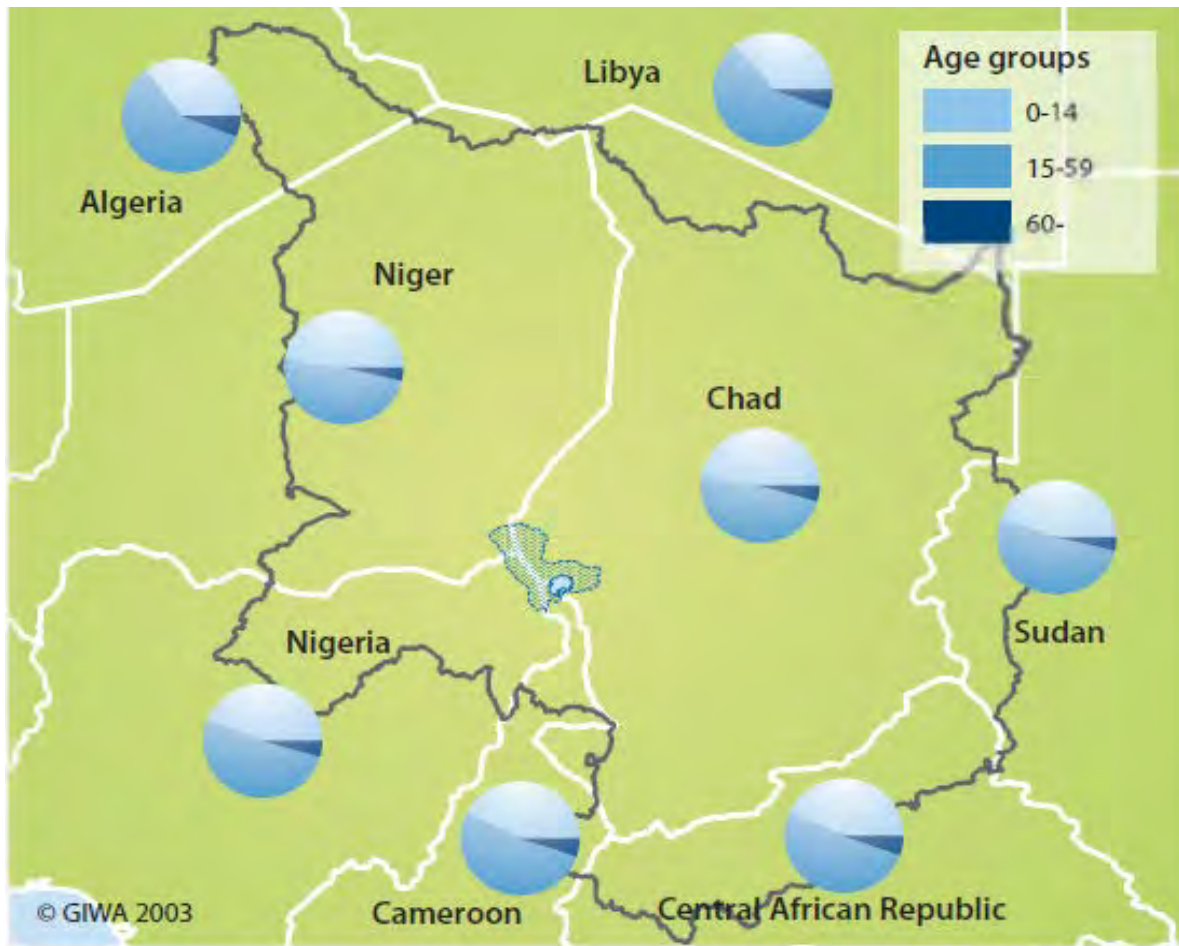 Libya
Age groups
0-14
15-59
60-
Algeria
Niger
Chad
Nigeria
Sudan
© GIWA 2003
Cameroon
Central African Republic